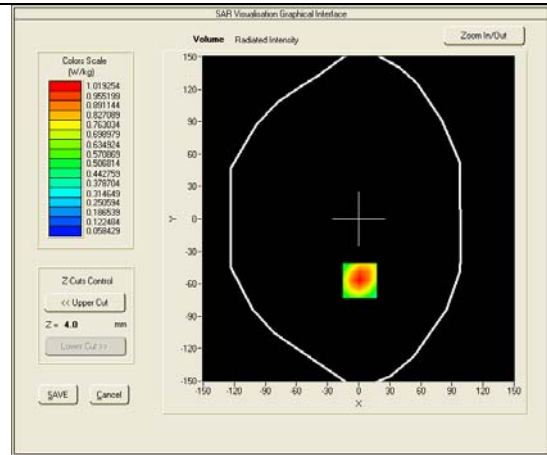 SAR Visualisation Graphical Interface
Volume Radiated Intensity
Zoom In/Out
Colors Scale
(W/kg)
1.019254
0.955199
0.891144
0.827089
0.763034
0.698979
0.634924
0.570869
0.506814
0.442759
0.378704
0.314649
0.250594
0.186539
0.122484
0.058429
Z Cuts Control
<< Upper Cut
Z = 4.0 mm
Lower Cut >>
SAVE Cancel
150
120
90
60
30
0
-30
-60
-90
-120
-150
Y
-150 -120 -90 -60 -30 0 30 60 90 120 150
X